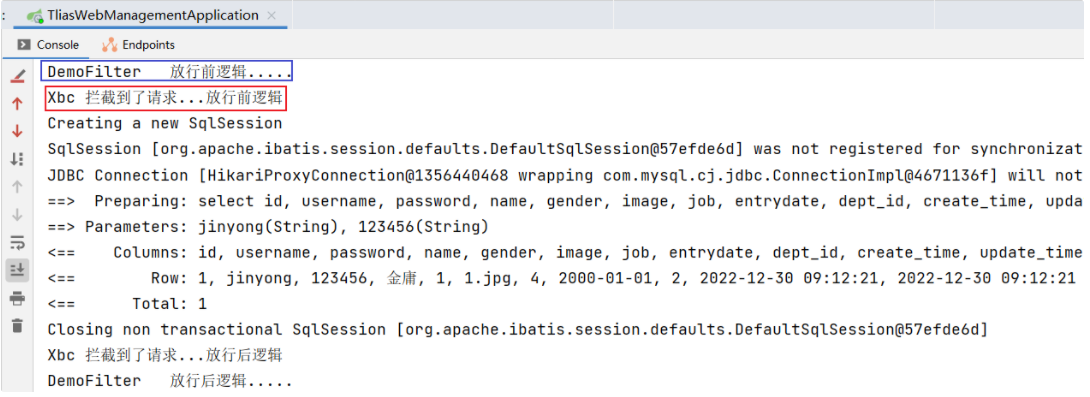 : TliasWebManagementApplication ×
Console Endpoints
DemoFilter 放行前逻辑.....
Xbc 拦截到了请求...放行前逻辑
Creating a new SqlSession
SqlSession [org.apache.ibatis.session.defaults.DefaultSqlSession@57efde6d] was not registered for synchronizat
JDBC Connection [HikariProxyConnection@1356440468 wrapping com.mysql.cj.jdbc.ConnectionImpl@4671136f] will not
==>  Preparing: select id, username, password, name, gender, image, job, entrydate, dept_id, create_time, upda
==> Parameters: jinyong(String), 123456(String)
<==    Columns: id, username, password, name, gender, image, job, entrydate, dept_id, create_time, update_time
<==        Row: 1, jinyong, 123456, 金庸, 1, 1.jpg, 4, 2000-01-01, 2, 2022-12-30 09:12:21, 2022-12-30 09:12:21
<==      Total: 1
Closing non transactional SqlSession [org.apache.ibatis.session.defaults.DefaultSqlSession@57efde6d]
Xbc 拦截到了请求...放行后逻辑
DemoFilter 放行后逻辑.....